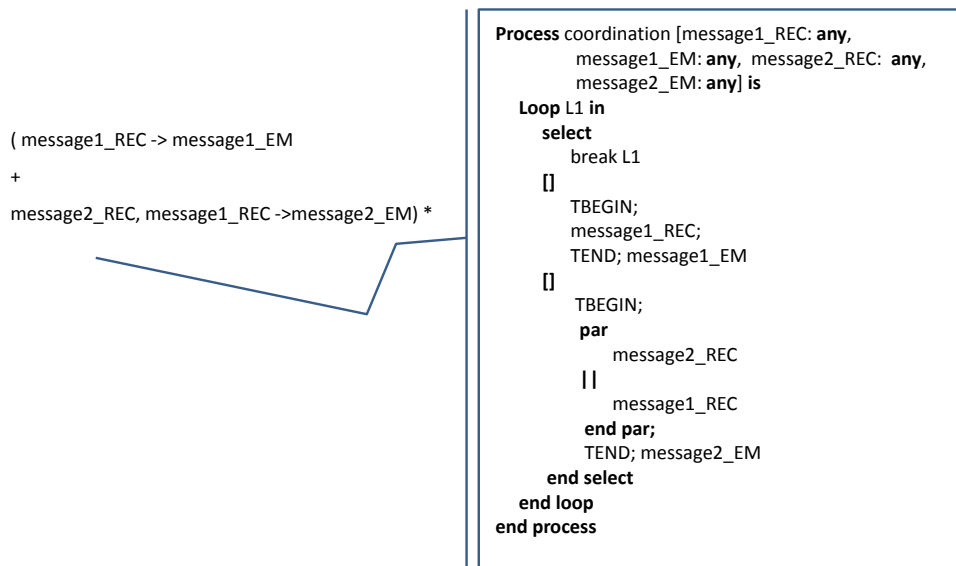 ( message1_REC -> message1_EM
+
message2_REC, message1_REC ->message2_EM) *
Process coordination [message1_REC: any,
message1_EM: any, message2_REC: any,
message2_EM: any] is
Loop L1 in
select
break L1
[]
TBEGIN;
message1_REC;
TEND; message1_EM
[]
TBEGIN;
par
message2_REC
||
message1_REC
end par;
TEND; message2_EM
end select
end loop
end process